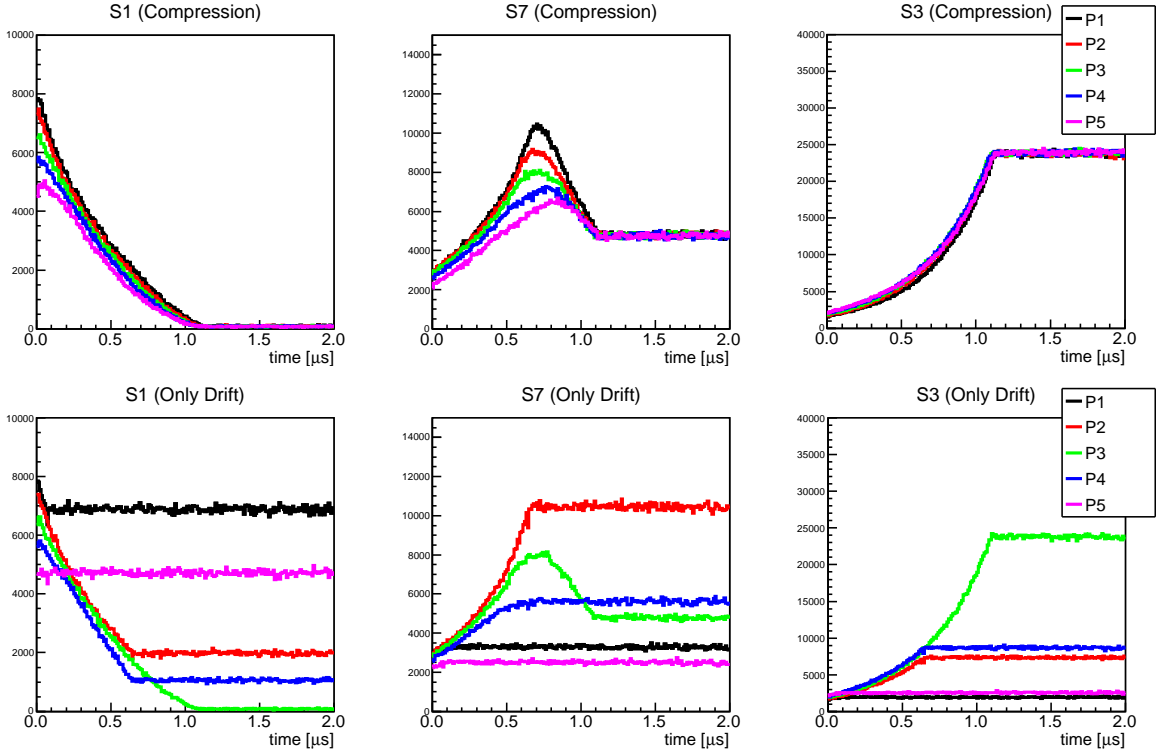 S1 (Compression)
10000
8000
6000
4000
2000
0
0.0 0.5 1.0 1.5 2.0
time [μs]
S7 (Compression)
14000
12000
10000
8000
6000
4000
2000
0
0.0 0.5 1.0 1.5 2.0
time [μs]
S3 (Compression)
40000
35000
30000
25000
20000
15000
10000
5000
0
0.0 0.5 1.0 1.5 2.0
time [μs]
P1
P2
P3
P4
P5
S1 (Only Drift)
10000
8000
6000
4000
2000
0
0.0 0.5 1.0 1.5 2.0
time [μs]
S7 (Only Drift)
14000
12000
10000
8000
6000
4000
2000
0
0.0 0.5 1.0 1.5 2.0
time [μs]
S3 (Only Drift)
40000
35000
30000
25000
20000
15000
10000
5000
0
0.0 0.5 1.0 1.5 2.0
time [μs]
P1
P2
P3
P4
P5